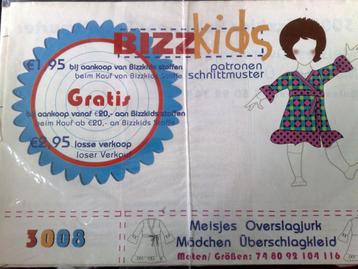 BIZZkids
patronen
schnittmuster
€1,95 bij aankoop van Bizzkids stoffen
beim Kauf von Bizzkids Stoffe
Gratis
bij aankoop vanaf €20,- aan Bizzkids stoffen
beim Kauf ab €20,- an Bizzkids Stoffe
€2,95 losse verkoop
loser Verkauf
3008
Meisjes Overslagjurk
Mädchen Überschlagkleid
Maten/Größen: 74 80 92 104 116